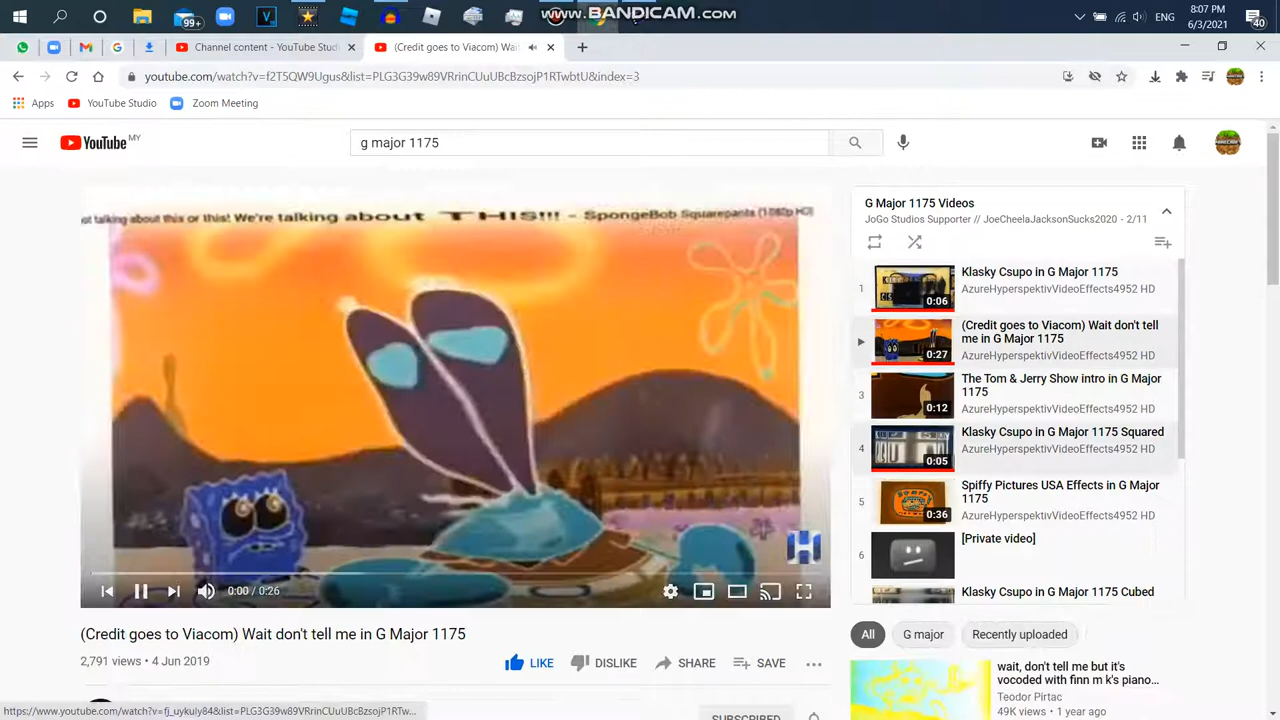 www.BANDICAM.com
99+
ENG
8:07 PM
6/3/2021
40
Channel content - YouTube Studi
(Credit goes to Viacom) Wai
youtube.com/watch?v=f2T5QW9Ugus&list=PLG3G39w89VRrinCUuUBcBzsojP1RTwbtU&index=3
Apps
YouTube Studio
Zoom Meeting
YouTube MY
g major 1175
ot talking about this or this! We're talking about THIS!!! - SpongeBob Squarepants (1080p HD)
0:00 / 0:26
(Credit goes to Viacom) Wait don't tell me in G Major 1175
2,791 views • 4 Jun 2019
LIKE
DISLIKE
SHARE
SAVE
SUBSCRIBED
https://www.youtube.com/watch?v=fj_uykuly84&list=PLG3G39w89VRrinCUuUBcBzsojP1RTw...
G Major 1175 Videos
JoGo Studios Supporter // JoeCheelaJacksonSucks2020 - 2/11
1
0:06
Klasky Csupo in G Major 1175
AzureHyperspektivVideoEffects4952 HD
0:27
(Credit goes to Viacom) Wait don't tell
me in G Major 1175
AzureHyperspektivVideoEffects4952 HD
3
0:12
The Tom & Jerry Show intro in G Major
1175
AzureHyperspektivVideoEffects4952 HD
4
0:05
Klasky Csupo in G Major 1175 Squared
AzureHyperspektivVideoEffects4952 HD
5
0:36
Spiffy Pictures USA Effects in G Major
1175
AzureHyperspektivVideoEffects4952 HD
6
[Private video]
Klasky Csupo in G Major 1175 Cubed
All
G major
Recently uploaded
wait, don't tell me but it's
vocoded with finn m k's piano...
Teodor Pirtac
49K views • 1 year ago